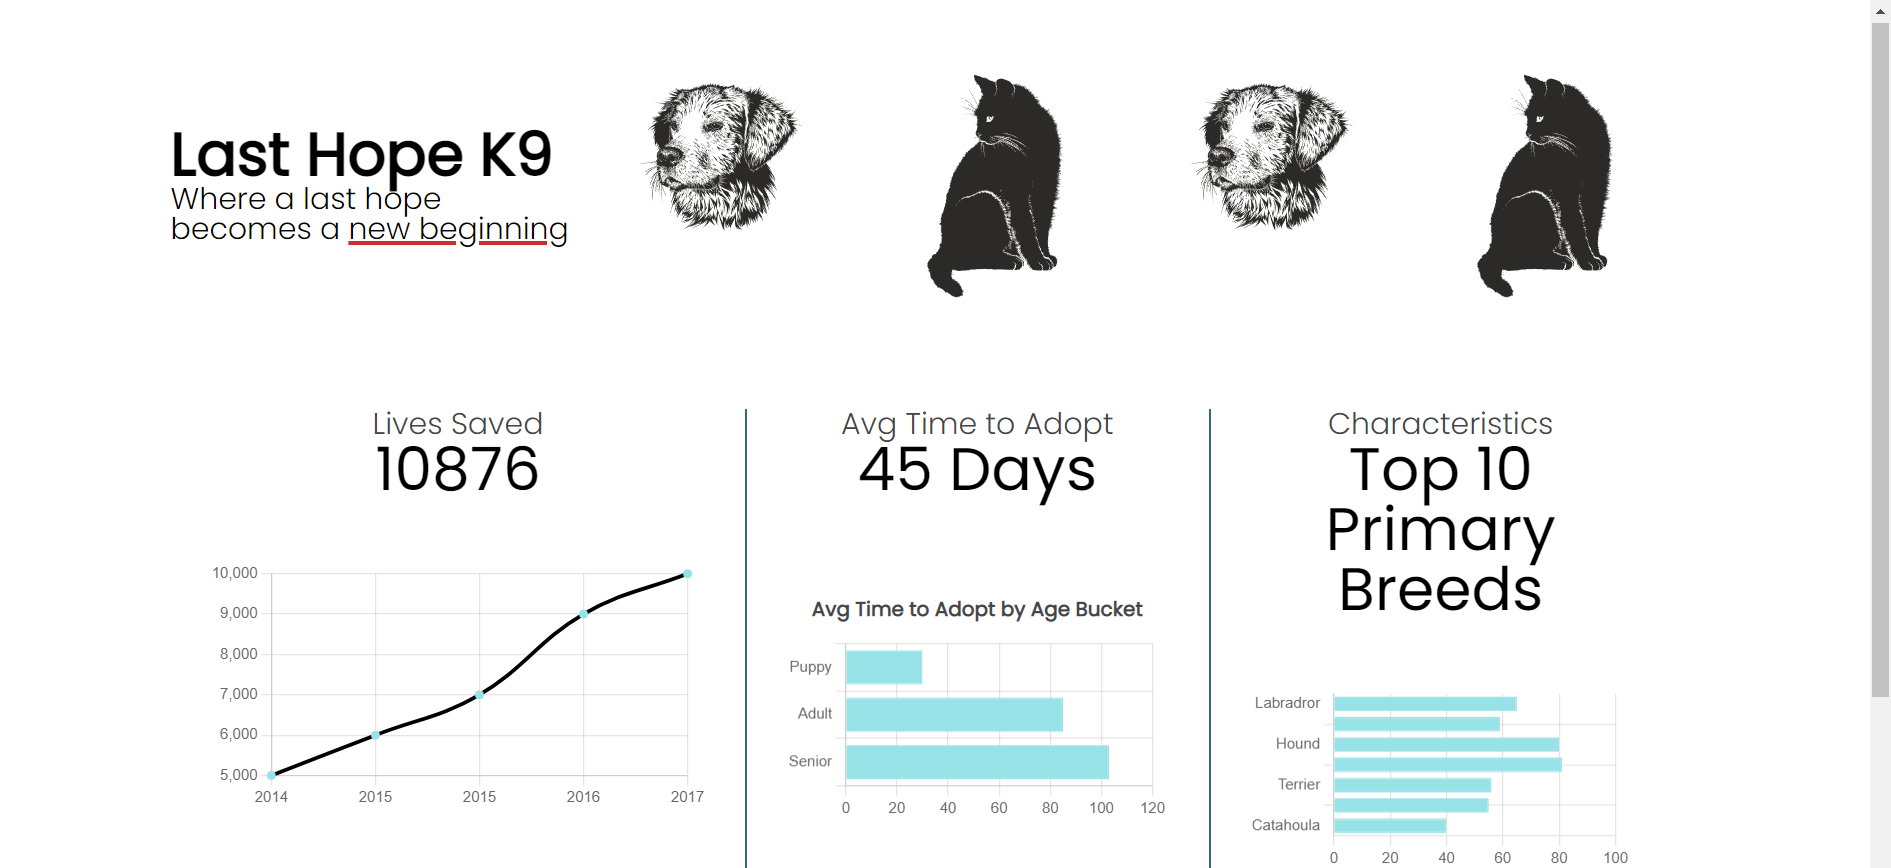 Last Hope K9
Where a last hope
becomes a new beginning
Lives Saved
10876
10,000
9,000
8,000
7,000
6,000
5,000
2014 2015 2015 2016 2017
Avg Time to Adopt
45 Days
Avg Time to Adopt by Age Bucket
Puppy
Adult
Senior
0 20 40 60 80 100 120
Characteristics
Top 10
Primary
Breeds
Labradror
Hound
Terrier
Catahoula
0 20 40 60 80 100